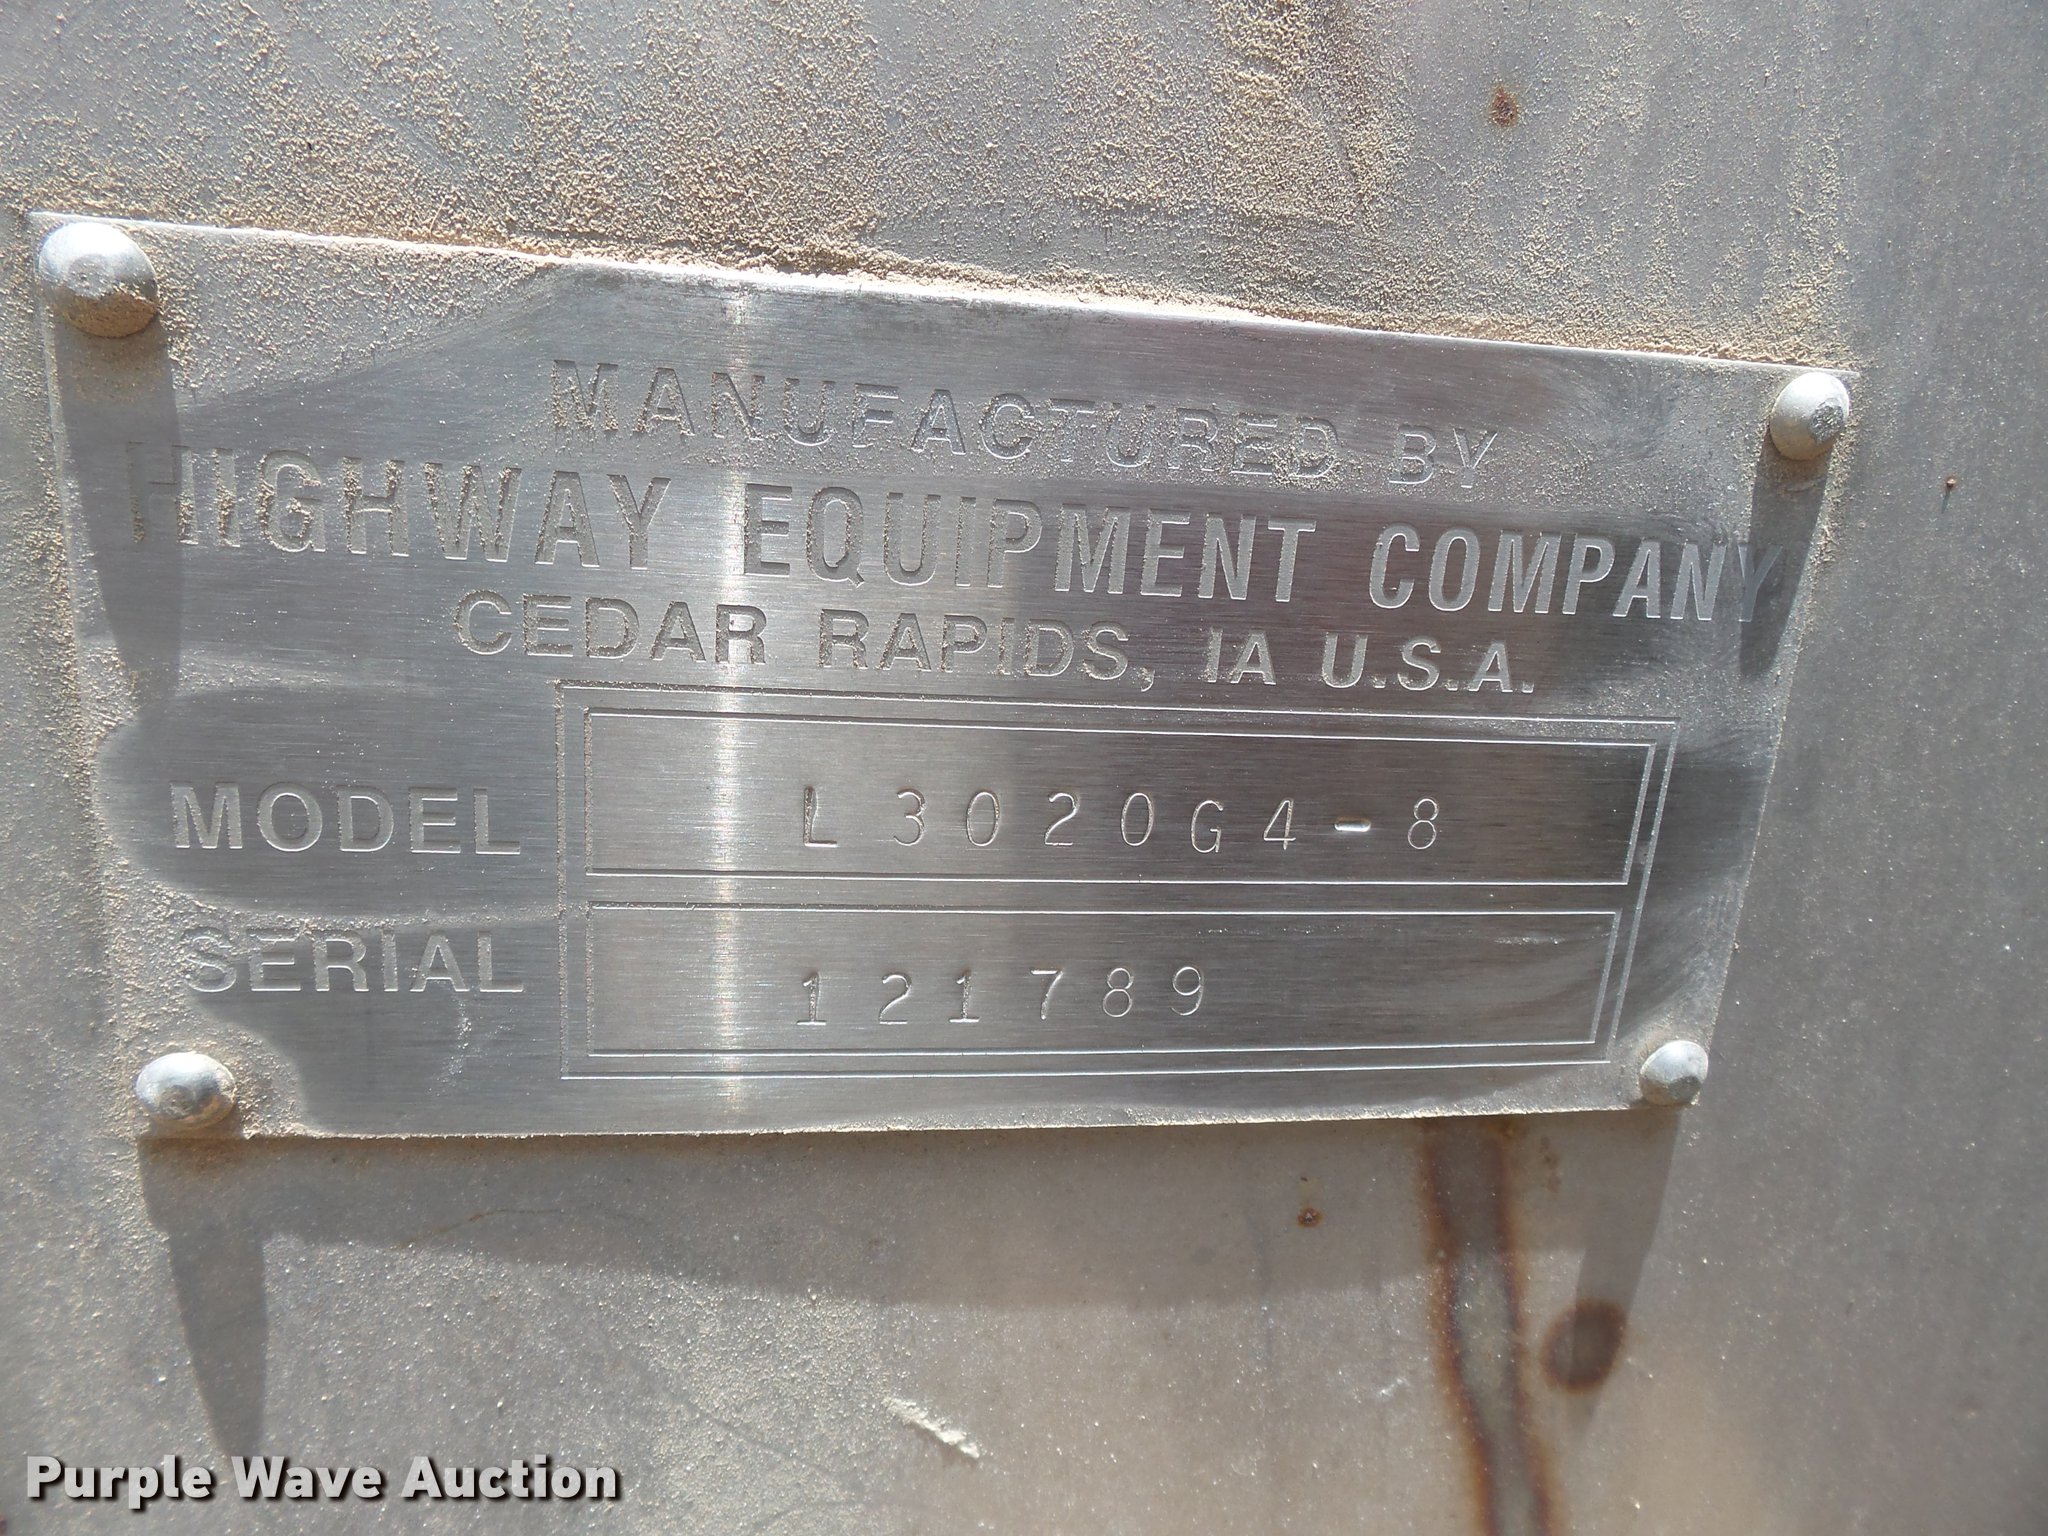 MANUFACTURED BY
HIGHWAY EQUIPMENT COMPANY
CEDAR RAPIDS, IA U.S.A.
MODEL L3020G4-8
SERIAL 121789
Purple Wave Auction